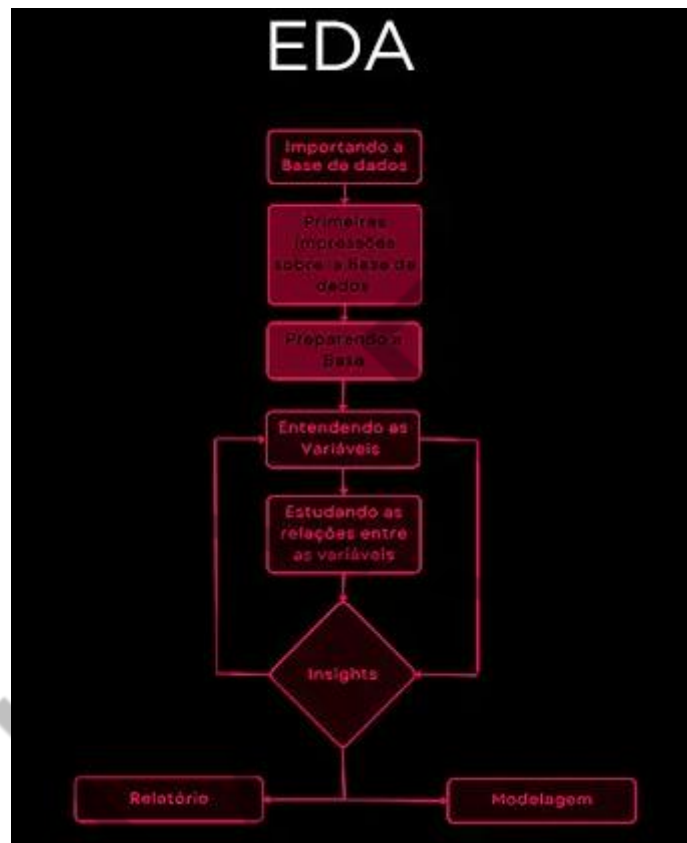 EDA
Importando a
Base de dados
Primeiras
impressões
sobre a Base de
dados
Preparando a
Base
Entendendo as
Variáveis
Estudando as
relações entre
as variáveis
Insights
Relatório
Modelagem